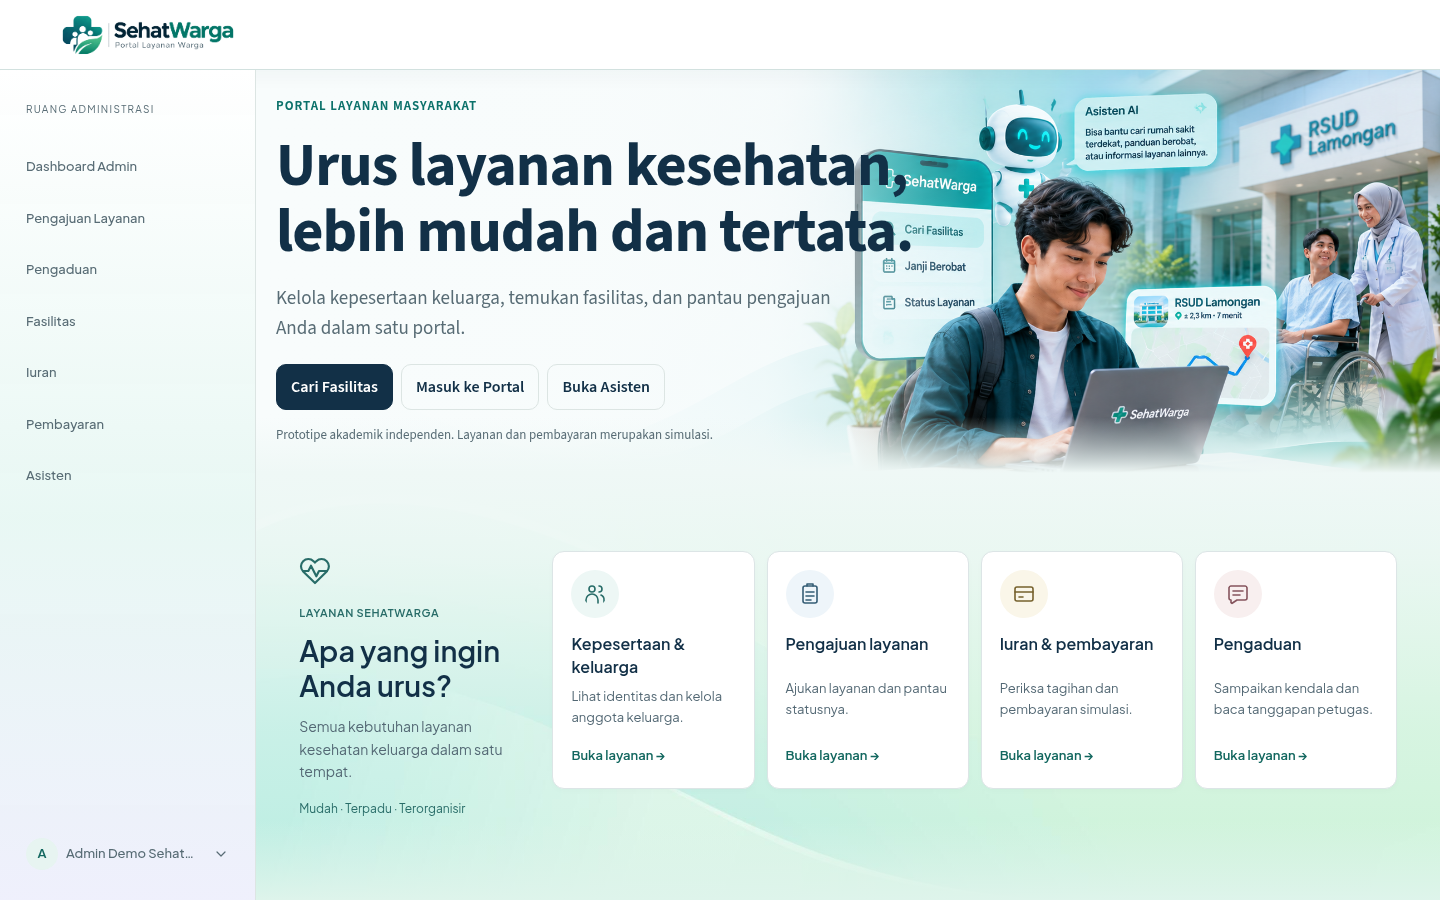 SehatWarga
Portal Layanan Warga
RUANG ADMINISTRASI
Dashboard Admin
Pengajuan Layanan
Pengaduan
Fasilitas
Iuran
Pembayaran
Asisten
A
Admin Demo Sehat...
PORTAL LAYANAN MASYARAKAT
Urus layanan kesehatan,
lebih mudah dan tertata.
Kelola kepesertaan keluarga, temukan fasilitas, dan pantau pengajuan
Anda dalam satu portal.
Cari Fasilitas
Masuk ke Portal
Buka Asisten
Prototipe akademik independen. Layanan dan pembayaran merupakan simulasi.
SehatWarga
Cari Fasilitas
Janji Berobat
Status Layanan
Asisten AI
Bisa bantu cari rumah sakit
terdekat, panduan berobat,
atau informasi layanan lainnya.
RSUD
Lamongan
RSUD Lamongan
± 2,3 km • 7 menit
SehatWarga
LAYANAN SEHATWARGA
Apa yang ingin
Anda urus?
Semua kebutuhan layanan
kesehatan keluarga dalam satu
tempat.
Mudah · Terpadu · Terorganisir
Kepesertaan &
keluarga
Lihat identitas dan kelola
anggota keluarga.
Buka layanan →
Pengajuan layanan
Ajukan layanan dan pantau
statusnya.
Buka layanan →
Iuran & pembayaran
Periksa tagihan dan
pembayaran simulasi.
Buka layanan →
Pengaduan
Sampaikan kendala dan
baca tanggapan petugas.
Buka layanan →